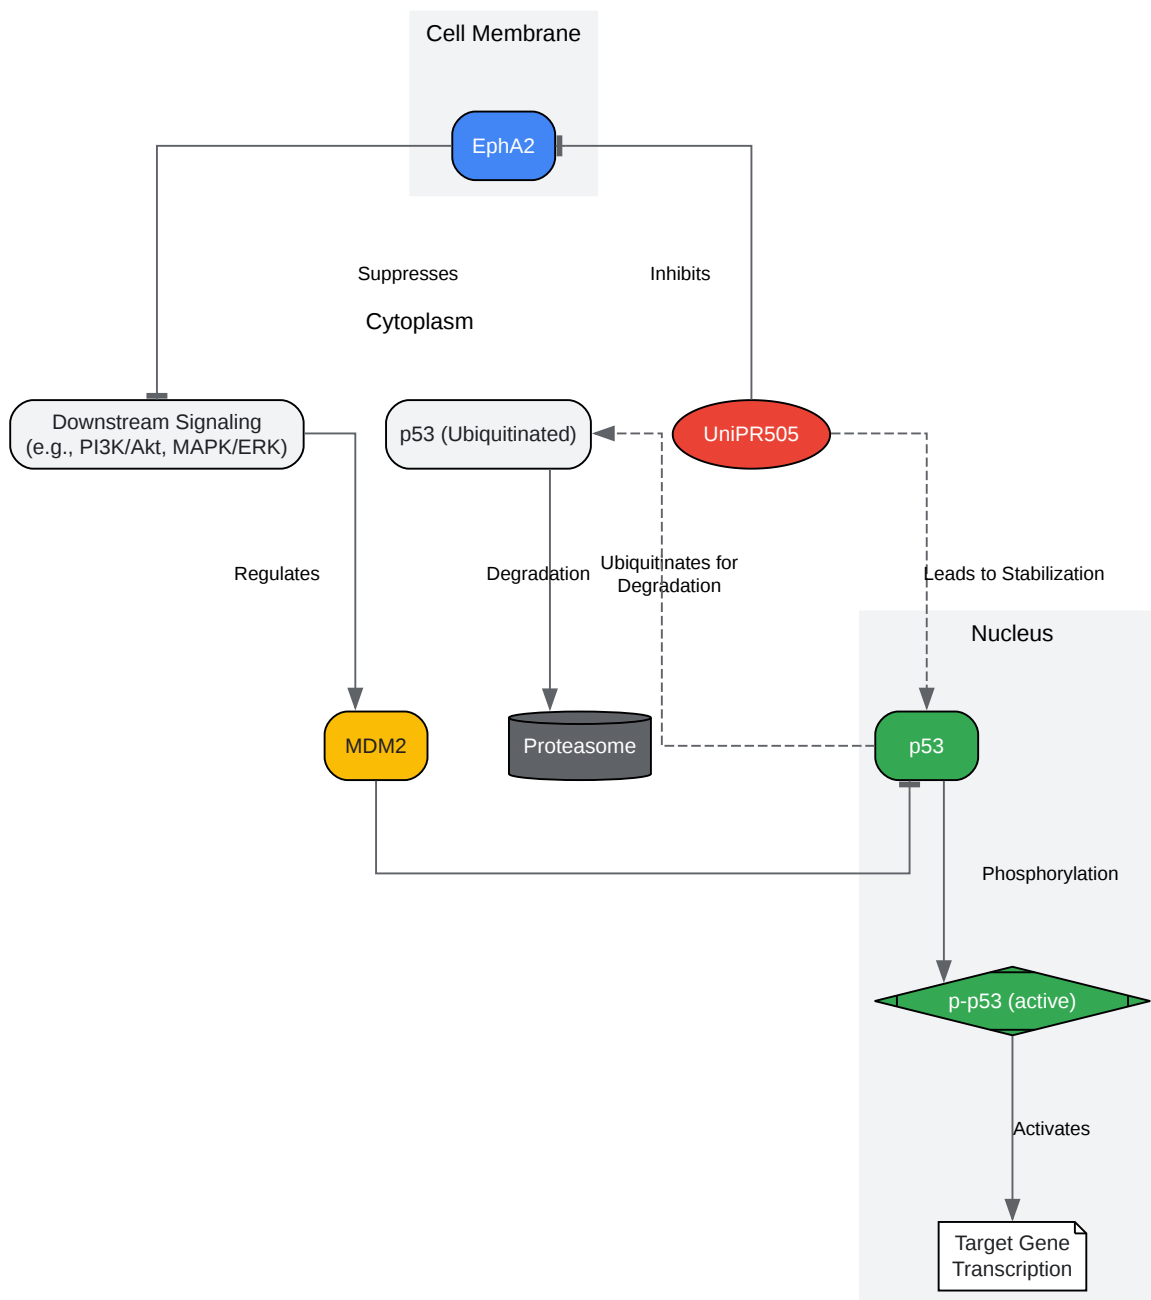 Cell Membrane
EphA2
Suppresses
Inhibits
Cytoplasm
Downstream Signaling
(e.g., PI3K/Akt, MAPK/ERK)
p53 (Ubiquitinated)
UniPR505
Regulates
Degradation
Ubiquitinates for
Degradation
Leads to Stabilization
Nucleus
MDM2
Proteasome
p53
Phosphorylation
p-p53 (active)
Activates
Target Gene
Transcription